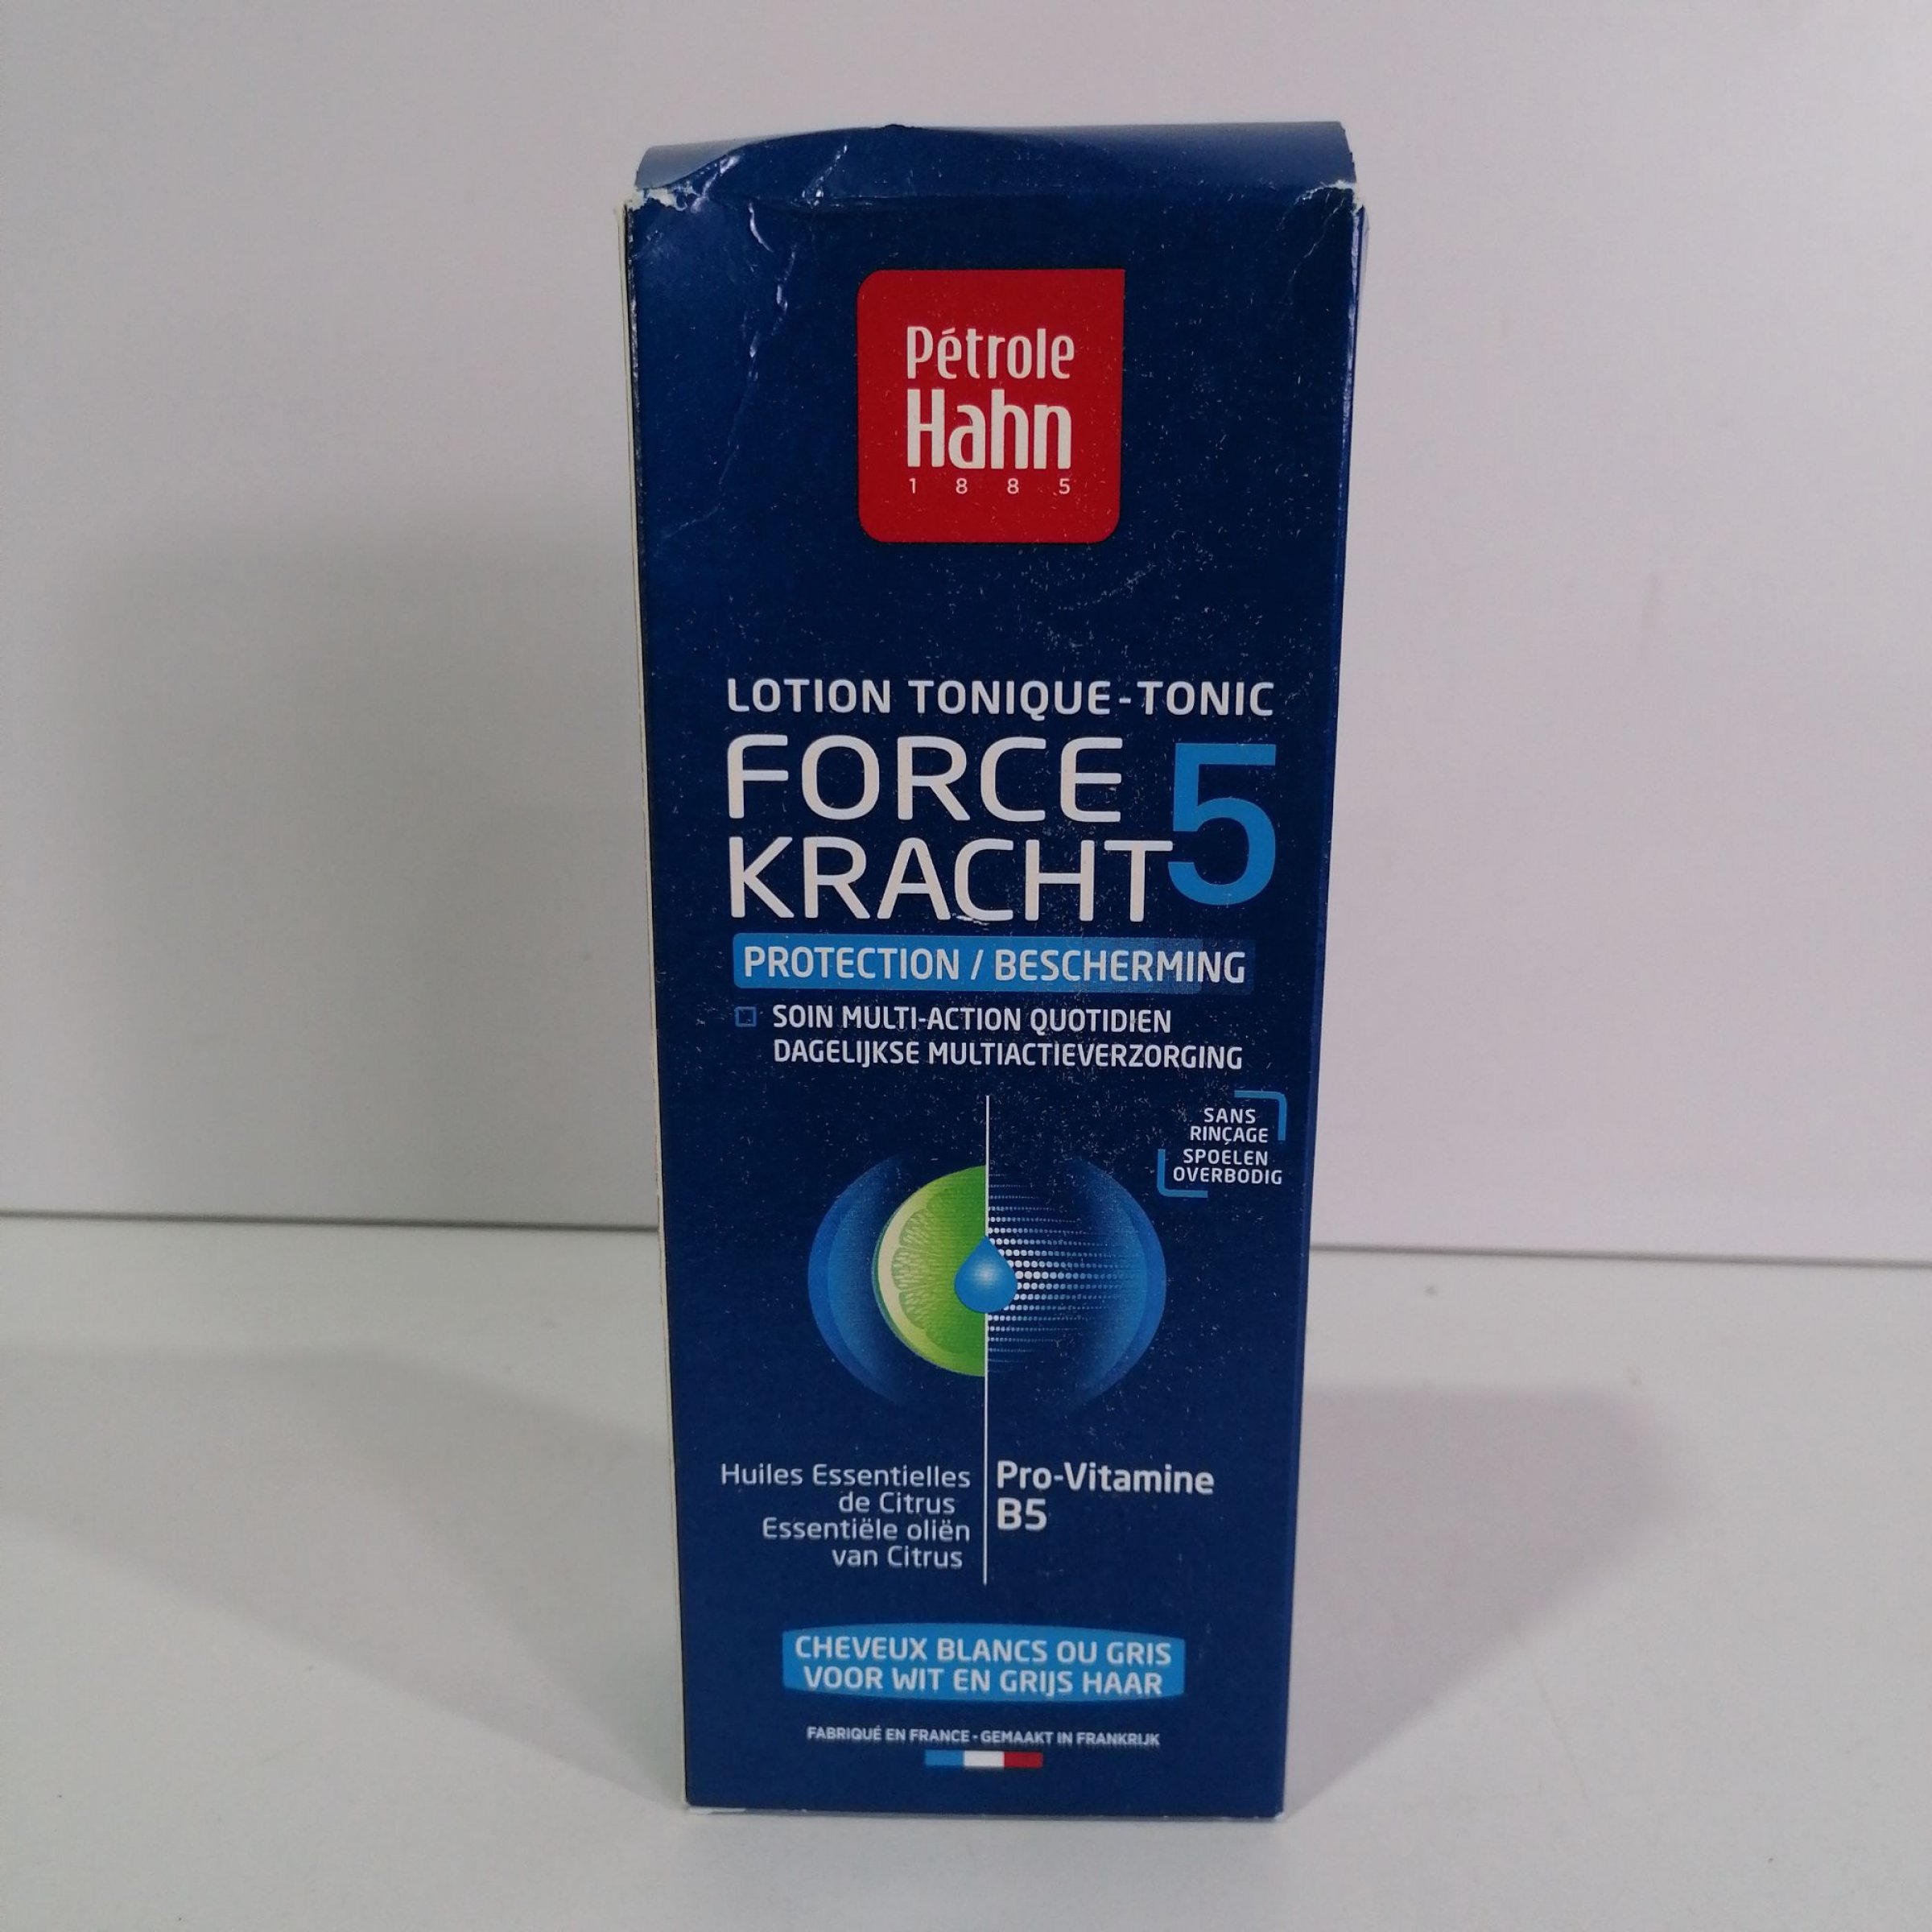 Pétrole
Hahn
1885
LOTION TONIQUE-TONIC
FORCE 5
KRACHT
PROTECTION / BESCHERMING
SOIN MULTI-ACTION QUOTIDIEN
DAGELIJKSE MULTIACTIEVERZORGING
SANS
RINÇAGE
SPOELEN
OVERBODIG
Huiles Essentielles
de Citrus
Essentiële oliën
van Citrus
Pro-Vitamine
B5
CHEVEUX BLANCS OU GRIS
VOOR WIT EN GRIJS HAAR
FABRIQUÉ EN FRANCE - GEMAAKT IN FRANKRIJK